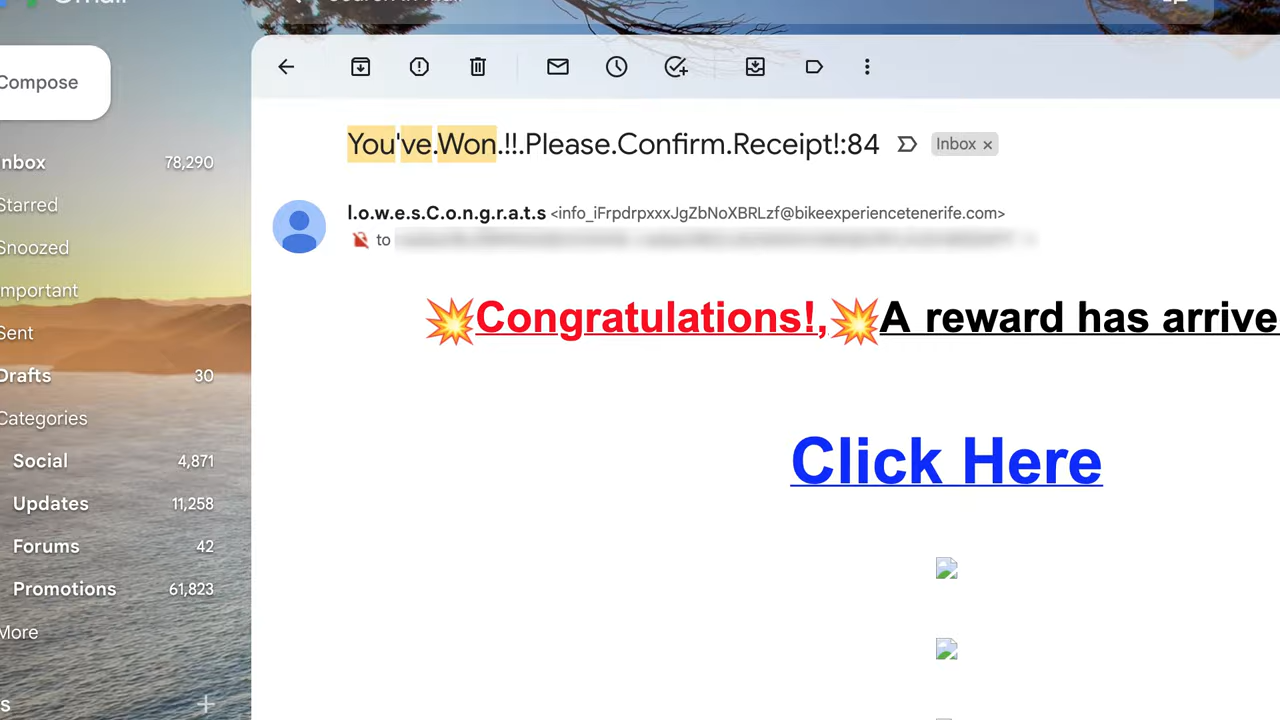 Compose
You've.Won.!!.Please.Confirm.Receipt!:84
Inbox ×
nbox 78,290
Starred
l.o.w.e.s.C.o.n.g.r.a.t.s <info_iFrpdrpxxxJgZbNoXBRLzf@bikeexperiencetenerife.com>
to
Snoozed
mportant
💥Congratulations!,💥A reward has arrive
Sent
Drafts 30
Categories
Social 4,871
Click Here
Updates 11,258
Forums 42
Promotions 61,823
More
s